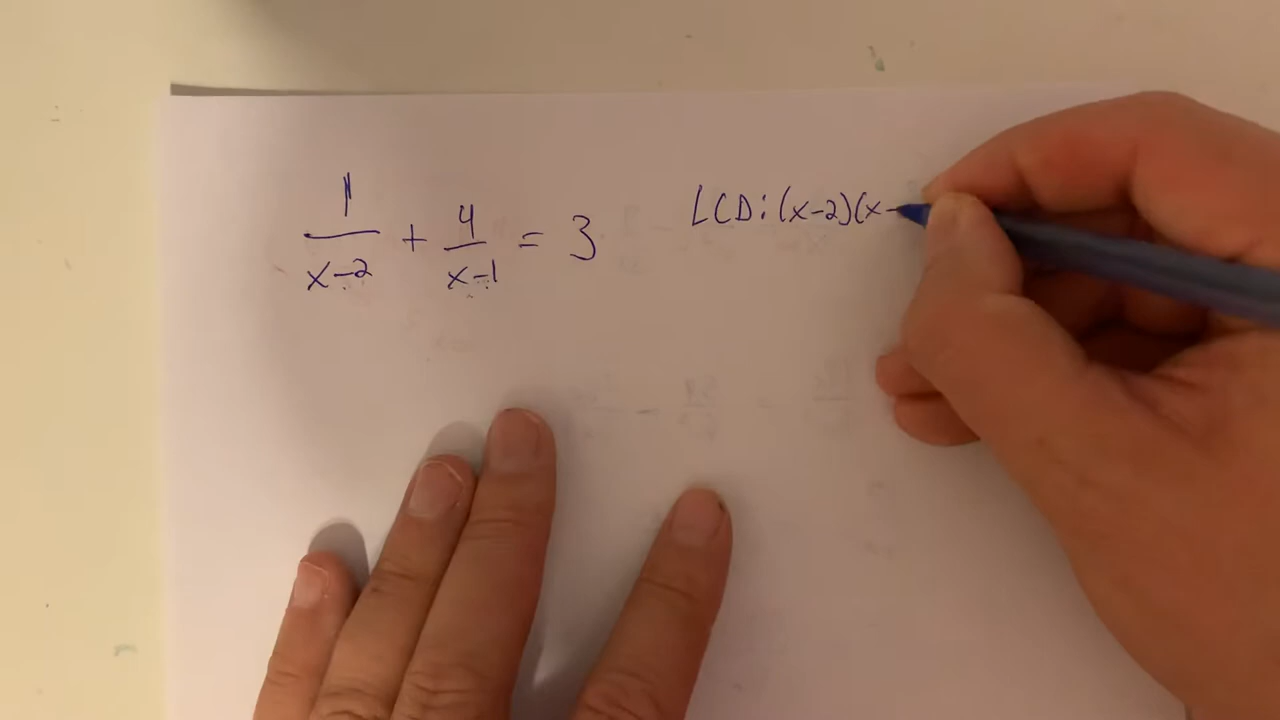 1/(x-2) + 4/(x-1) = 3
LCD: (x-2)(x-